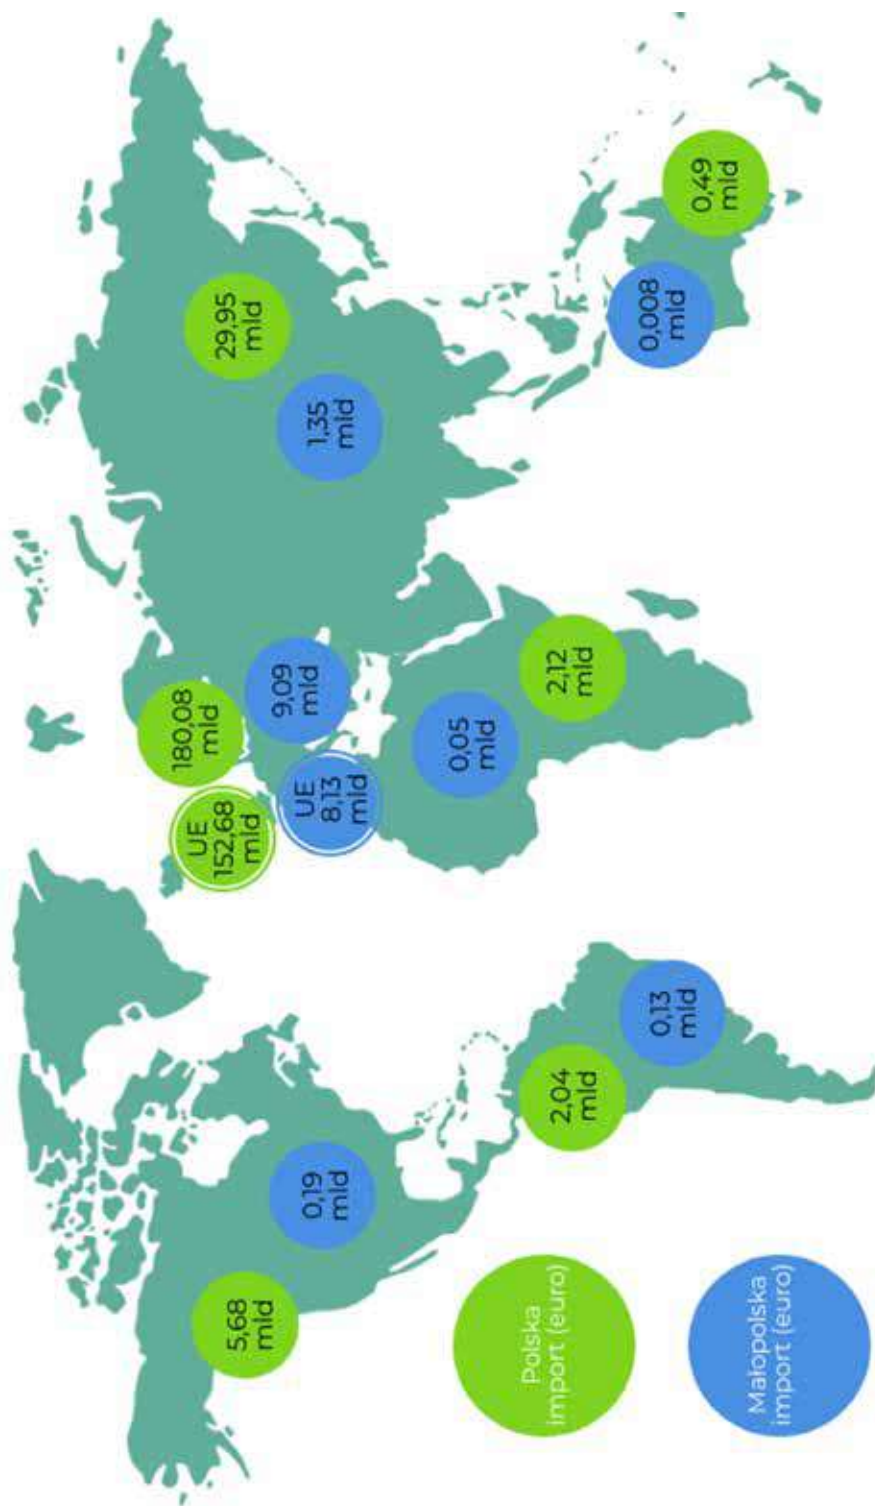 180,08
mld
UE
152,68
mld
9,09
mld
UE
8,13
mld
29,95
mld
1,35
mld
5,68
mld
0,19
mld
0,05
mld
2,12
mld
2,04
mld
0,13
mld
0,008
mld
0,49
mld
Polska
import (euro)
Małopolska
import (euro)